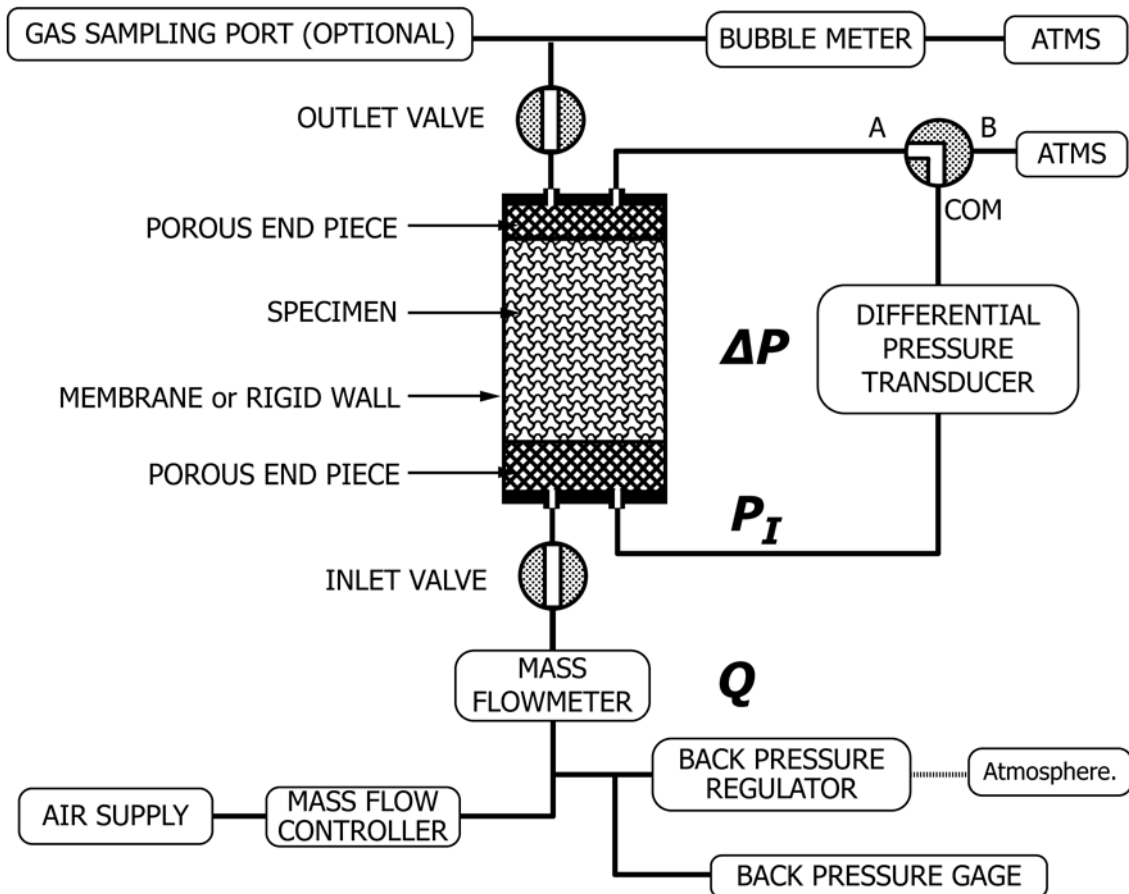 GAS SAMPLING PORT (OPTIONAL)
BUBBLE METER
ATMS
OUTLET VALVE
A
B
ATMS
COM
POROUS END PIECE
SPECIMEN
MEMBRANE or RIGID WALL
POROUS END PIECE
ΔP
DIFFERENTIAL
PRESSURE
TRANSDUCER
P_I
INLET VALVE
MASS
FLOWMETER
Q
BACK PRESSURE
REGULATOR
Atmosphere.
AIR SUPPLY
MASS FLOW
CONTROLLER
BACK PRESSURE GAGE